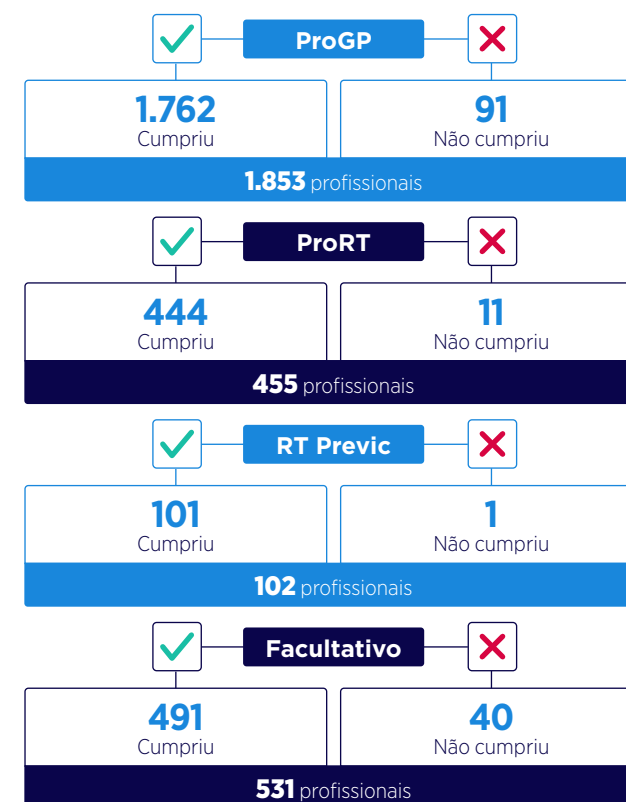 ProGP
1.762
Cumpriu
91
Não cumpriu
1.853 profissionais
ProRT
444
Cumpriu
11
Não cumpriu
455 profissionais
RT Previc
101
Cumpriu
1
Não cumpriu
102 profissionais
Facultativo
491
Cumpriu
40
Não cumpriu
531 profissionais